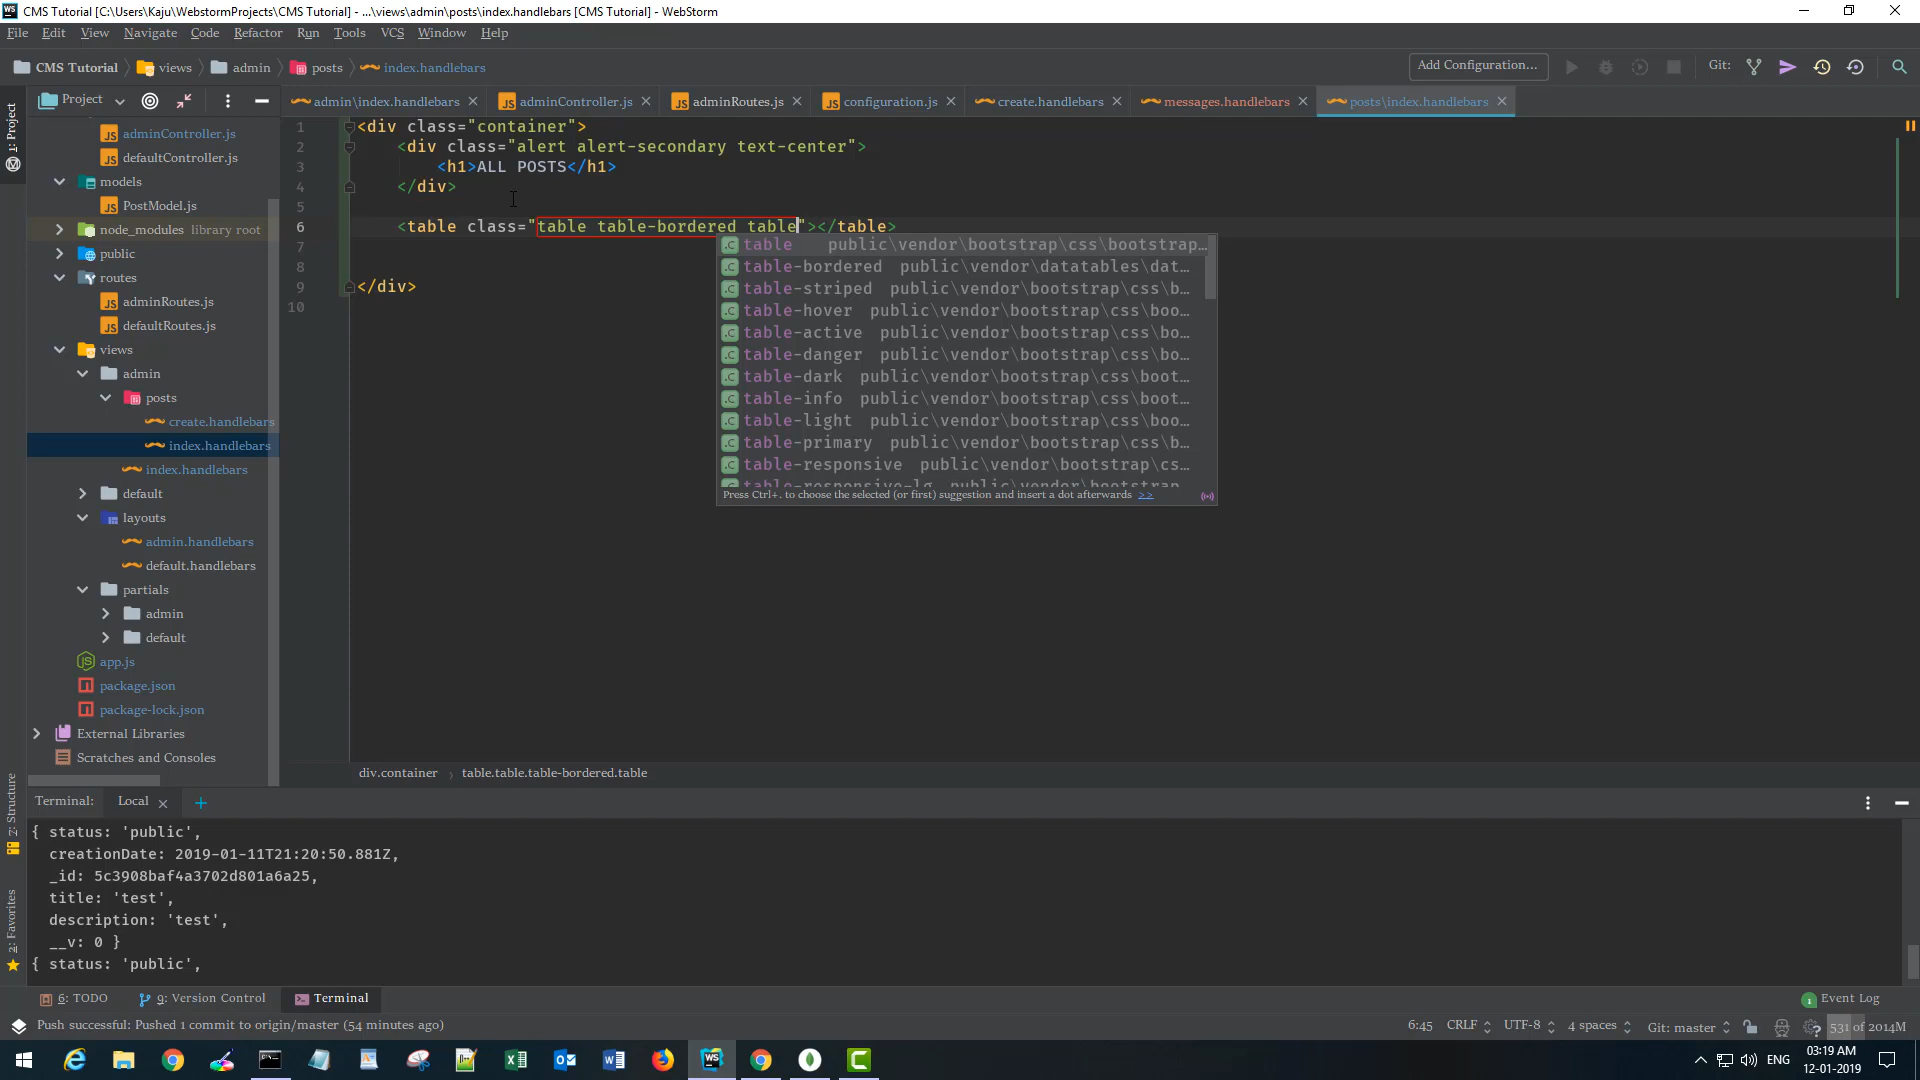 CMS Tutorial [C:\Users\Kaju\WebstormProjects\CMS Tutorial] - ...\views\admin\posts\index.handlebars [CMS Tutorial] - WebStorm
File Edit View Navigate Code Refactor Run Tools VCS Window Help
CMS Tutorial views admin posts index.handlebars Add Configuration... Git:
1: Project
Project
admin\index.handlebars adminController.js adminRoutes.js configuration.js create.handlebars messages.handlebars posts\index.handlebars
adminController.js
defaultController.js
models
PostModel.js
node_modules library root
public
routes
adminRoutes.js
defaultRoutes.js
views
admin
posts
create.handlebars
index.handlebars
index.handlebars
default
layouts
admin.handlebars
default.handlebars
partials
admin
default
app.js
package.json
package-lock.json
External Libraries
Scratches and Consoles
1 <div class="container">
2 <div class="alert alert-secondary text-center">
3 <h1>ALL POSTS</h1>
4 </div>
5
6 <table class="table table-bordered table"></table>
7
8
9 </div>
10
table public\vendor\bootstrap\css\bootstrap...
table-bordered public\vendor\datatables\dat...
table-striped public\vendor\bootstrap\css\b...
table-hover public\vendor\bootstrap\css\boo...
table-active public\vendor\bootstrap\css\bo...
table-danger public\vendor\bootstrap\css\bo...
table-dark public\vendor\bootstrap\css\boot...
table-info public\vendor\bootstrap\css\boot...
table-light public\vendor\bootstrap\css\boo...
table-primary public\vendor\bootstrap\css\b...
table-responsive public\vendor\bootstrap\cs...
table-responsive-lg public\vendor\bootstrap
Press Ctrl+. to choose the selected (or first) suggestion and insert a dot afterwards >>
div.container table.table.table-bordered.table
Z: Structure
2: Favorites
Terminal: Local
{ status: 'public',
creationDate: 2019-01-11T21:20:50.881Z,
_id: 5c3908baf4a3702d801a6a25,
title: 'test',
description: 'test',
__v: 0 }
{ status: 'public',
6: TODO 9: Version Control Terminal 1 Event Log
Push successful: Pushed 1 commit to origin/master (54 minutes ago) 6:45 CRLF UTF-8 4 spaces Git: master 531 of 2014M
ENG 03:19 AM
12-01-2019